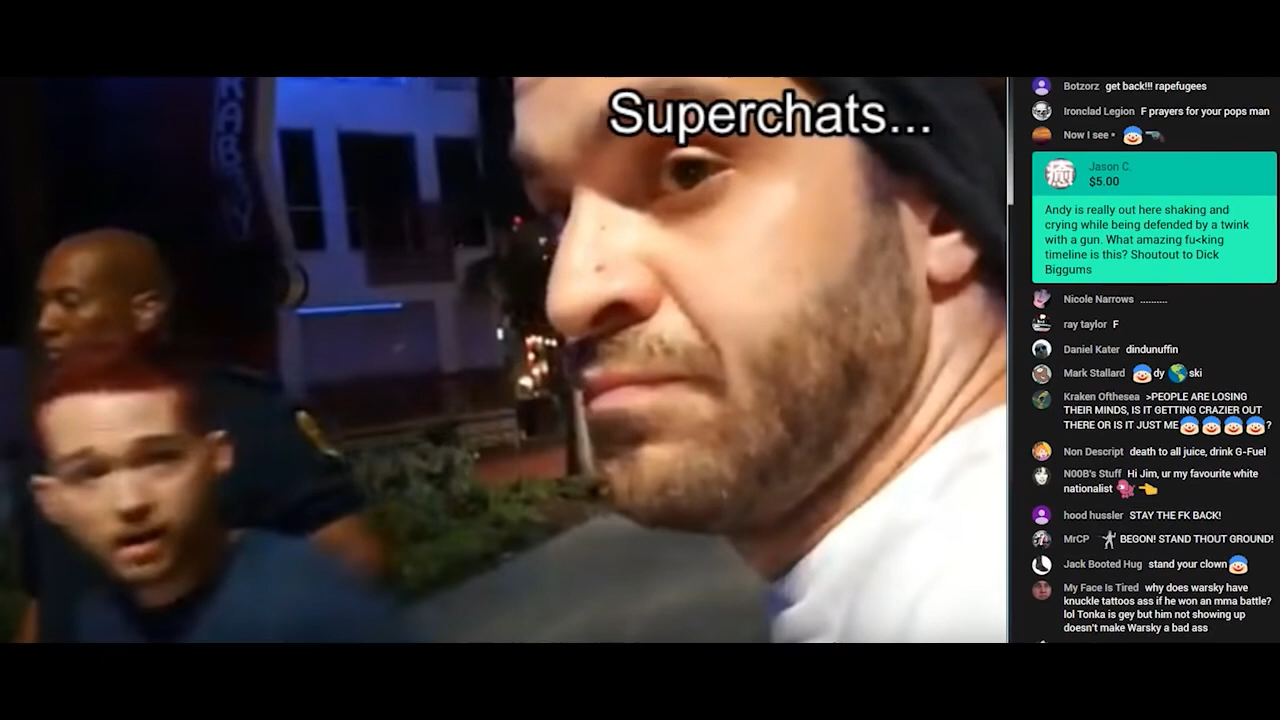 Superchats...
Botzorz get back!!! rapefugees
Ironclad Legion F prayers for your pops man
Now I see •
Jason C.
$5.00
Andy is really out here shaking and
crying while being defended by a twink
with a gun. What amazing fu<king
timeline is this? Shoutout to Dick
Biggums
Nicole Narrows ..........
ray taylor F
Daniel Kater dindunuffin
Mark Stallard 🤡dy 🌎ski
Kraken Ofthesea >PEOPLE ARE LOSING
THEIR MINDS, IS IT GETTING CRAZIER OUT
THERE OR IS IT JUST ME🤡🤡🤡🤡?
Non Descript death to all juice, drink G-Fuel
N00B's Stuff Hi Jim, ur my favourite white
nationalist
hood hussler STAY THE FK BACK!
MrCP BEGON! STAND THOUT GROUND!
Jack Booted Hug stand your clown🤡
My Face Is Tired why does warsky have
knuckle tattoos ass if he won an mma battle?
lol Tonka is gey but him not showing up
doesn't make Warsky a bad ass